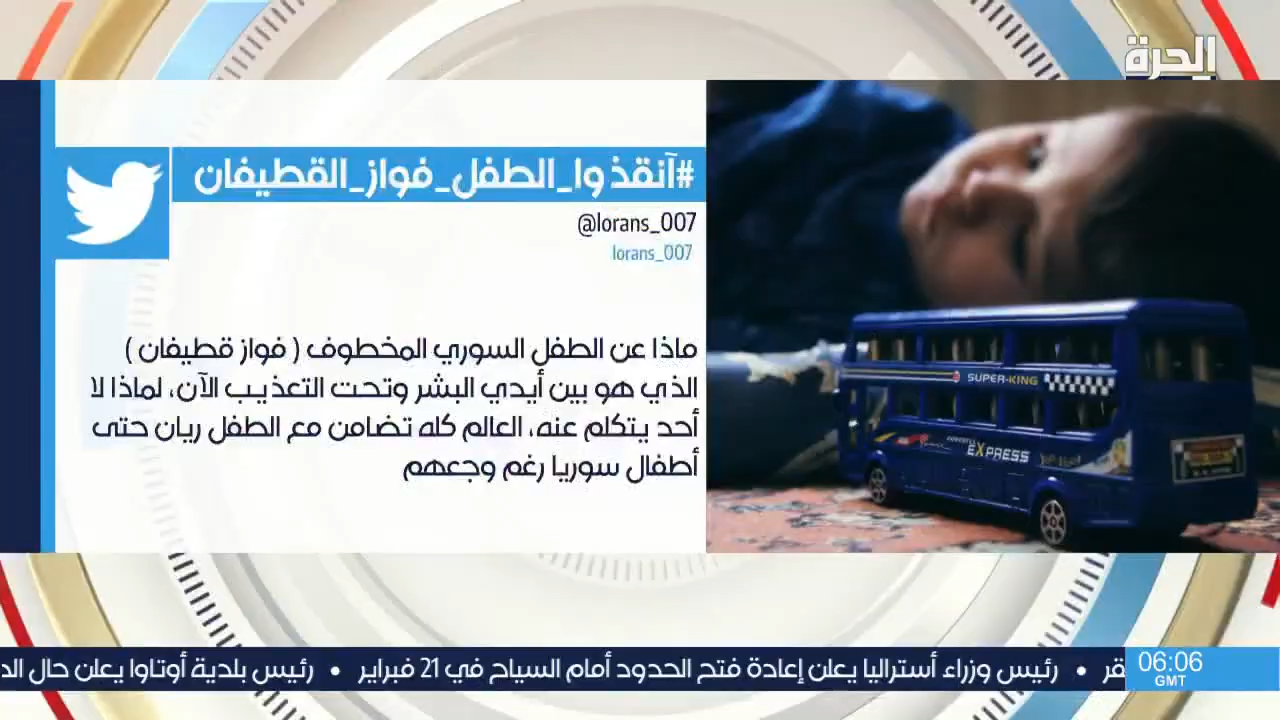 الحرة
#آنقذوا_الطفل_فواز_القطيفان
@lorans_007
lorans_007
ماذا عن الطفل السوري المخطوف ( فواز قطيفان )
الذي هو بين أيدي البشر وتحت التعذيب الآن، لماذا لا
أحد يتكلم عنه، العالم كله تضامن مع الطفل ريان حتى
أطفال سوريا رغم وجعهم
SUPER-KING
EXPRESS
رئيس وزراء أستراليا يعلن إعادة فتح الحدود أمام السياح في 21 فبراير • رئيس بلدية أوتاوا يعلن حال
06:06
GMT